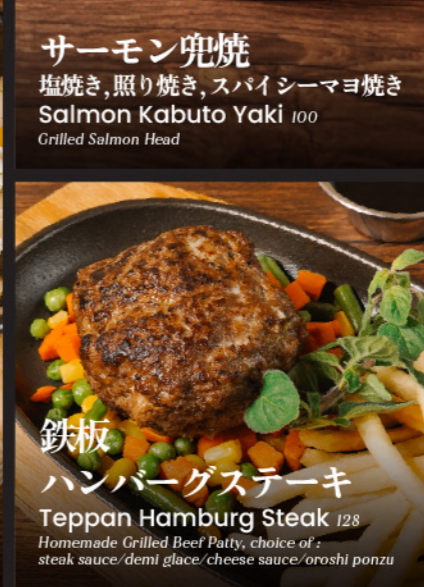 サーモン兜焼
塩焼き,照り焼き,スパイシーマヨ焼き
Salmon Kabuto Yaki 100
Grilled Salmon Head
鉄板
ハンバーグステーキ
Teppan Hamburg Steak 128
Homemade Grilled Beef Patty, choice of :
steak sauce/demi glace/cheese sauce/oroshi ponzu